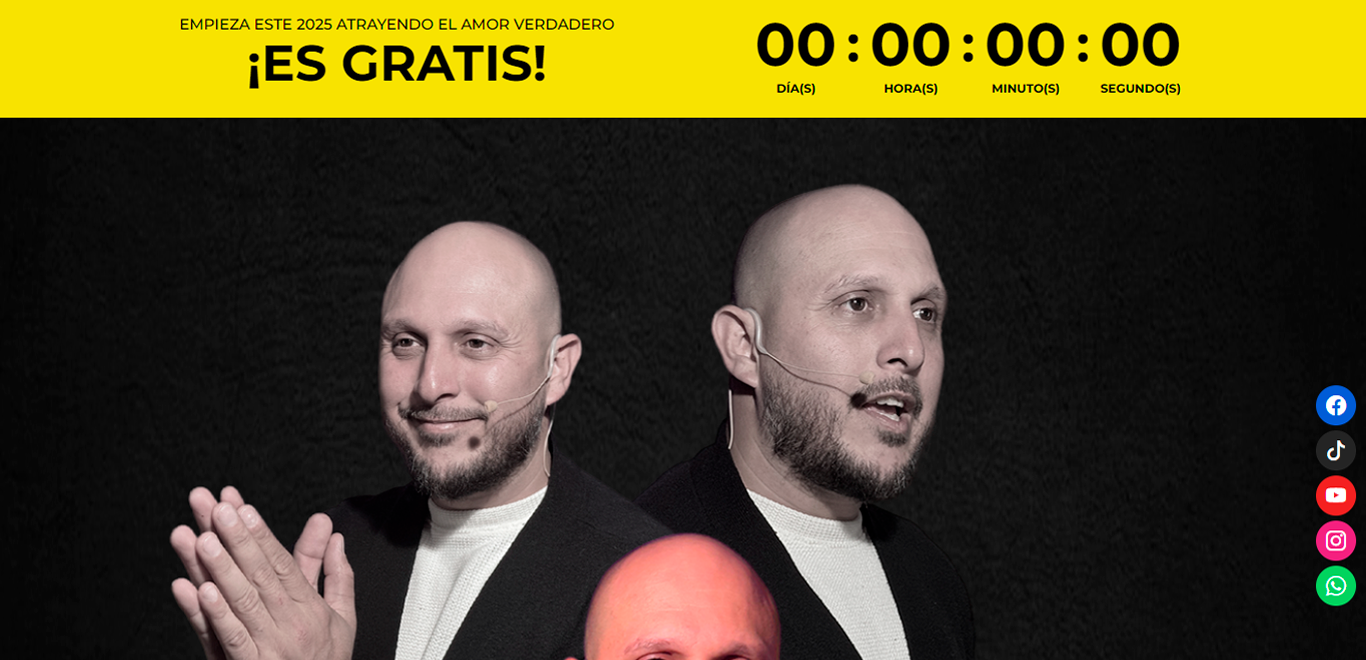 EMPIEZA ESTE 2025 ATRAYENDO EL AMOR VERDADERO
¡ES GRATIS!
00 : 00 : 00 : 00
DÍA(S) HORA(S) MINUTO(S) SEGUNDO(S)